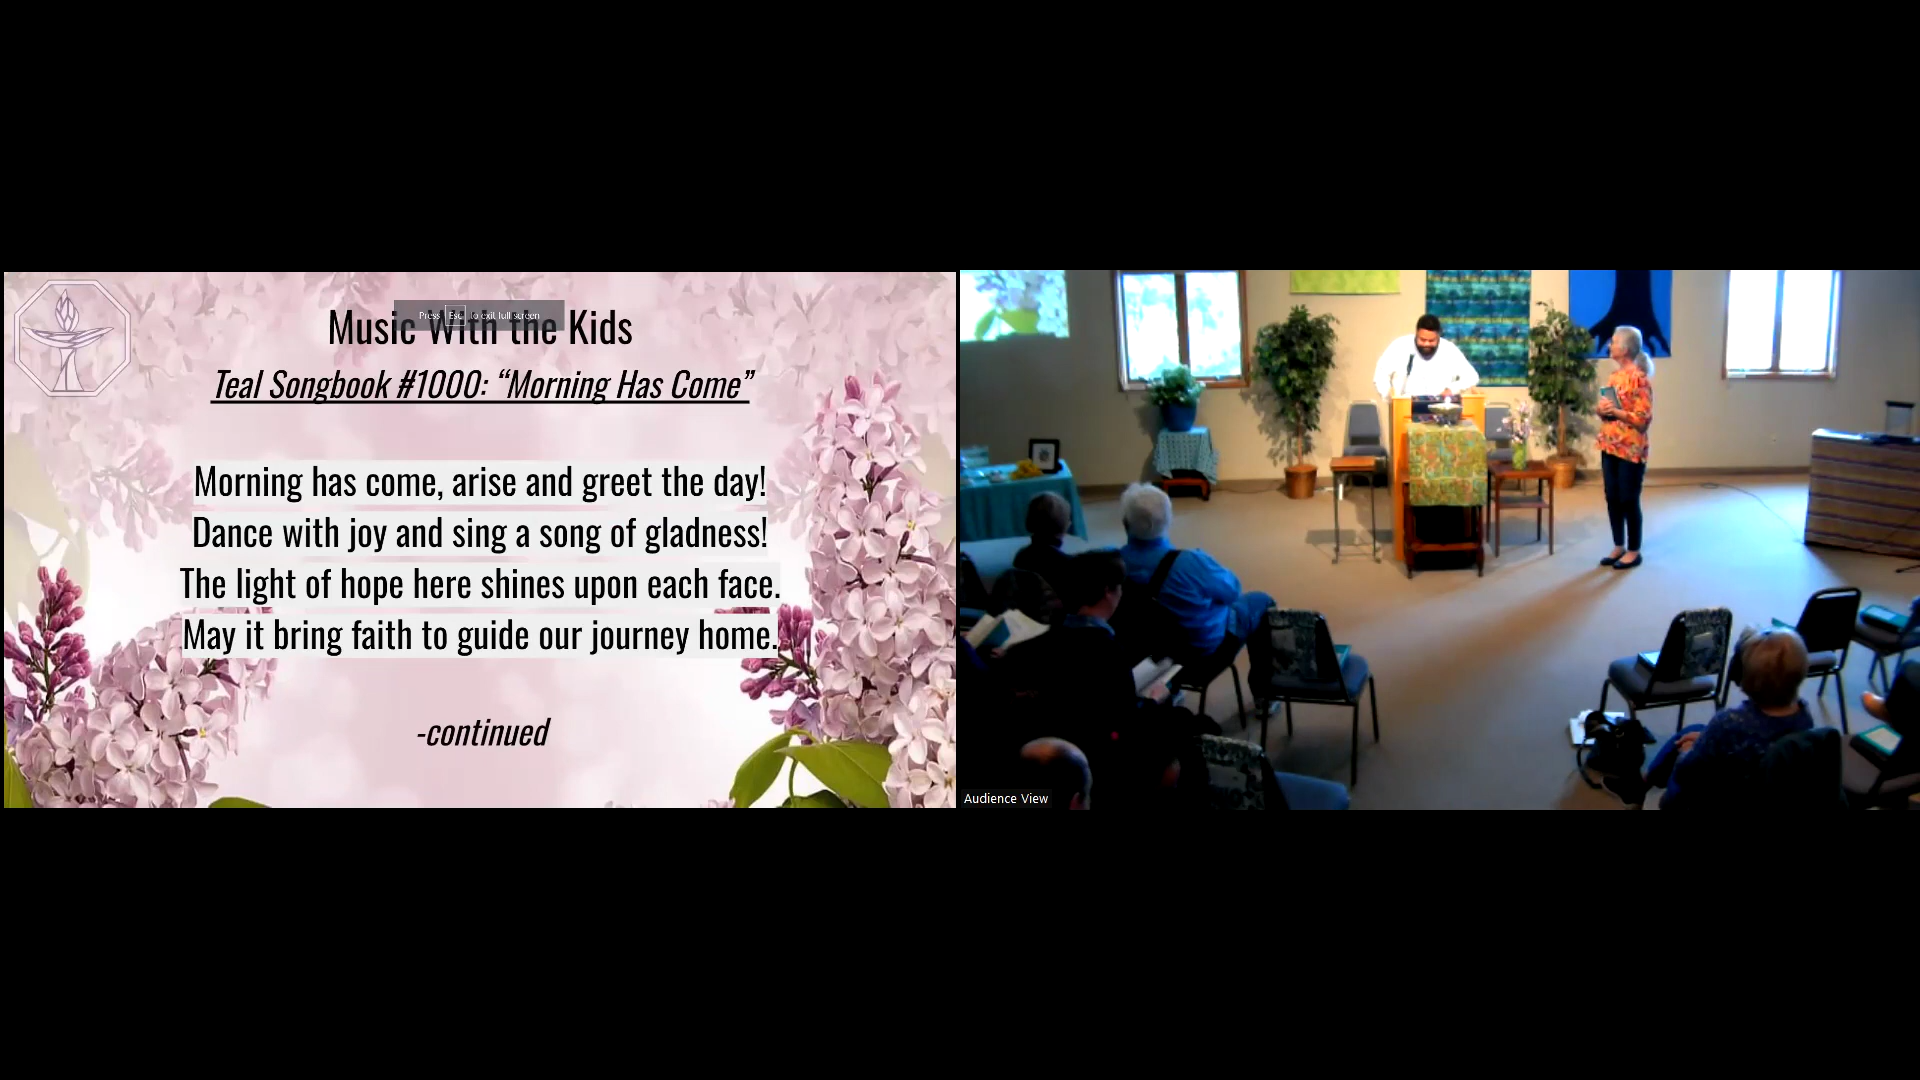 Music With the Kids
Press Esc to exit full screen
Teal Songbook #1000: “Morning Has Come”
Morning has come, arise and greet the day!
Dance with joy and sing a song of gladness!
The light of hope here shines upon each face.
May it bring faith to guide our journey home.
-continued
Audience View